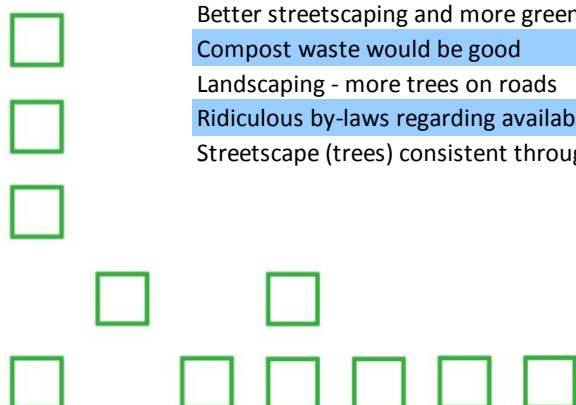 Better streetscaping and more green
Compost waste would be good
Landscaping - more trees on roads
Ridiculous by-laws regarding
Streetscape (trees) consistent